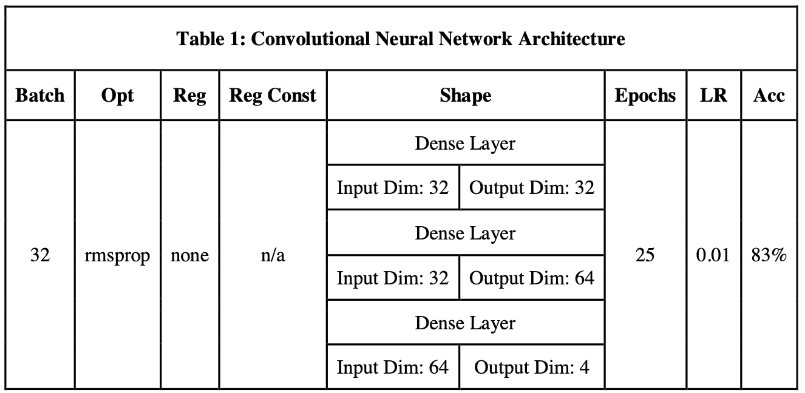 Table 1: Convolutional Neural Network Architecture
Batch Opt Reg Reg Const Shape Epochs LR Acc
Dense Layer
Input Dim: 32 Output Dim: 32
Dense Layer
32 rmsprop none n/a 25 0.01 83%
Input Dim: 32 Output Dim: 64
Dense Layer
Input Dim: 64 Output Dim: 4